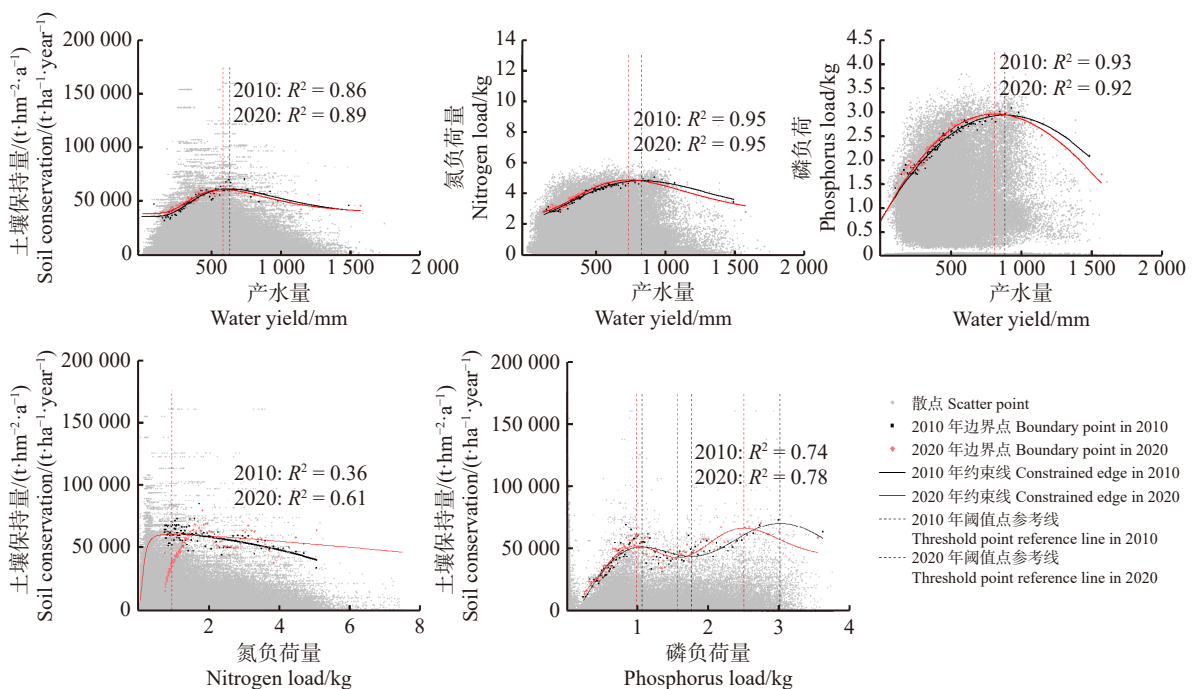 土壤保持量/(t·hm⁻²·a⁻¹)
Soil conservation/(t·ha⁻¹·year⁻¹)
200 000
150 000
100 000
50 000
0
2010: R² = 0.86
2020: R² = 0.89
500
1 000
1 500
2 000
产水量
Water yield/mm
氮负荷量
Nitrogen load/kg
14
12
10
8
6
4
2
0
2010: R² = 0.95
2020: R² = 0.95
500
1 000
1 500
2 000
产水量
Water yield/mm
磷负荷
Phosphorus load/kg
4.5
4.0
3.5
3.0
2.5
2.0
1.5
1.0
0.5
0
2010: R² = 0.93
2020: R² = 0.92
500
1 000
1 500
2 000
产水量
Water yield/mm
土壤保持量/(t·hm⁻²·a⁻¹)
Soil conservation/(t·ha⁻¹·year⁻¹)
200 000
150 000
100 000
50 000
0
2010: R² = 0.36
2020: R² = 0.61
2
4
6
8
氮负荷量
Nitrogen load/kg
土壤保持量/(t·hm⁻²·a⁻¹)
Soil conservation/(t·ha⁻¹·year⁻¹)
200 000
150 000
100 000
50 000
0
2010: R² = 0.74
2020: R² = 0.78
1
2
3
4
磷负荷量
Phosphorus load/kg
散点 Scatter point
2010 年边界点 Boundary point in 2010
2020 年边界点 Boundary point in 2020
2010 年约束线 Constrained edge in 2010
2020 年约束线 Constrained edge in 2020
2010 年阈值点参考线
Threshold point reference line in 2010
2020 年阈值点参考线
Threshold point reference line in 2020